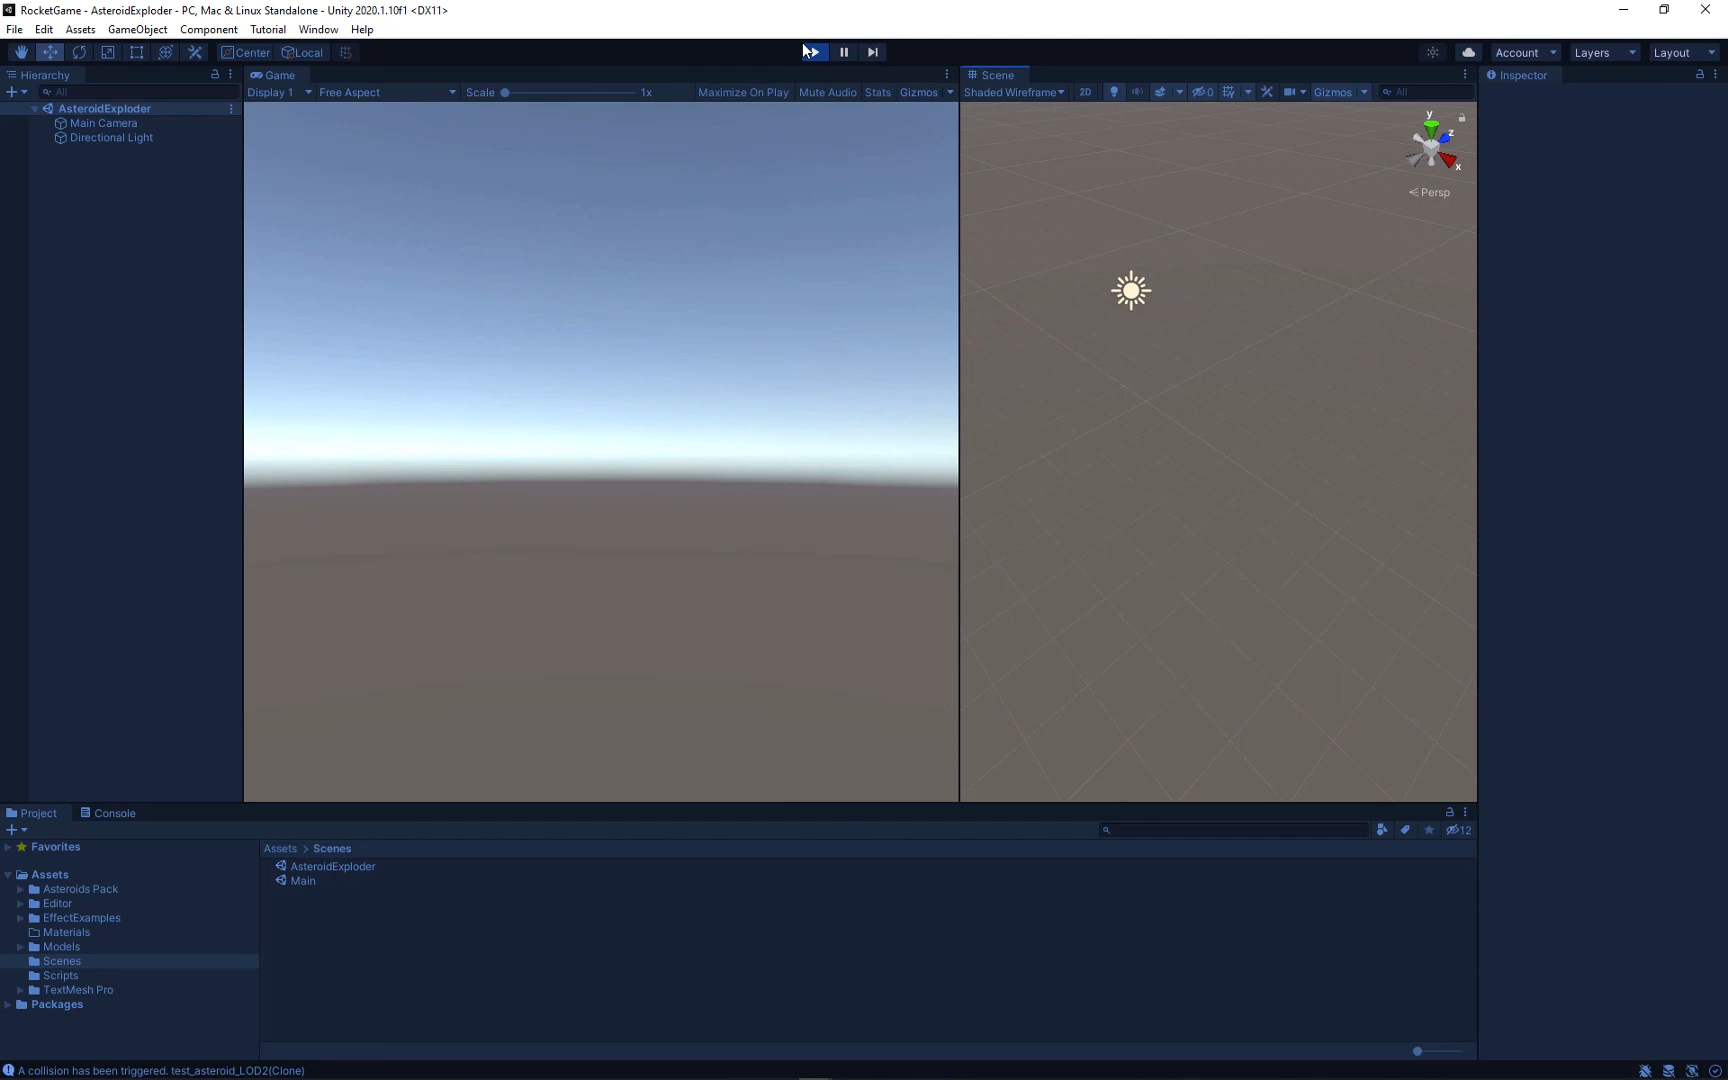 RocketGame - AsteroidExploder - PC, Mac & Linux Standalone - Unity 2020.1.10f1 <DX11>
File Edit Assets GameObject Component Tutorial Window Help
Center Local Account Layers Layout
Hierarchy Game Scene Inspector
All Display 1 Free Aspect Scale 1x Maximize On Play Mute Audio Stats Gizmos Shaded Wireframe 2D 0 Gizmos All
AsteroidExploder
Main Camera
Directional Light
y
z
x
Persp
Project Console
12
Favorites
Assets > Scenes
AsteroidExploder
Main
Assets
Asteroids Pack
Editor
EffectExamples
Materials
Models
Scenes
Scripts
TextMesh Pro
Packages
A collision has been triggered. test_asteroid_LOD2(Clone)